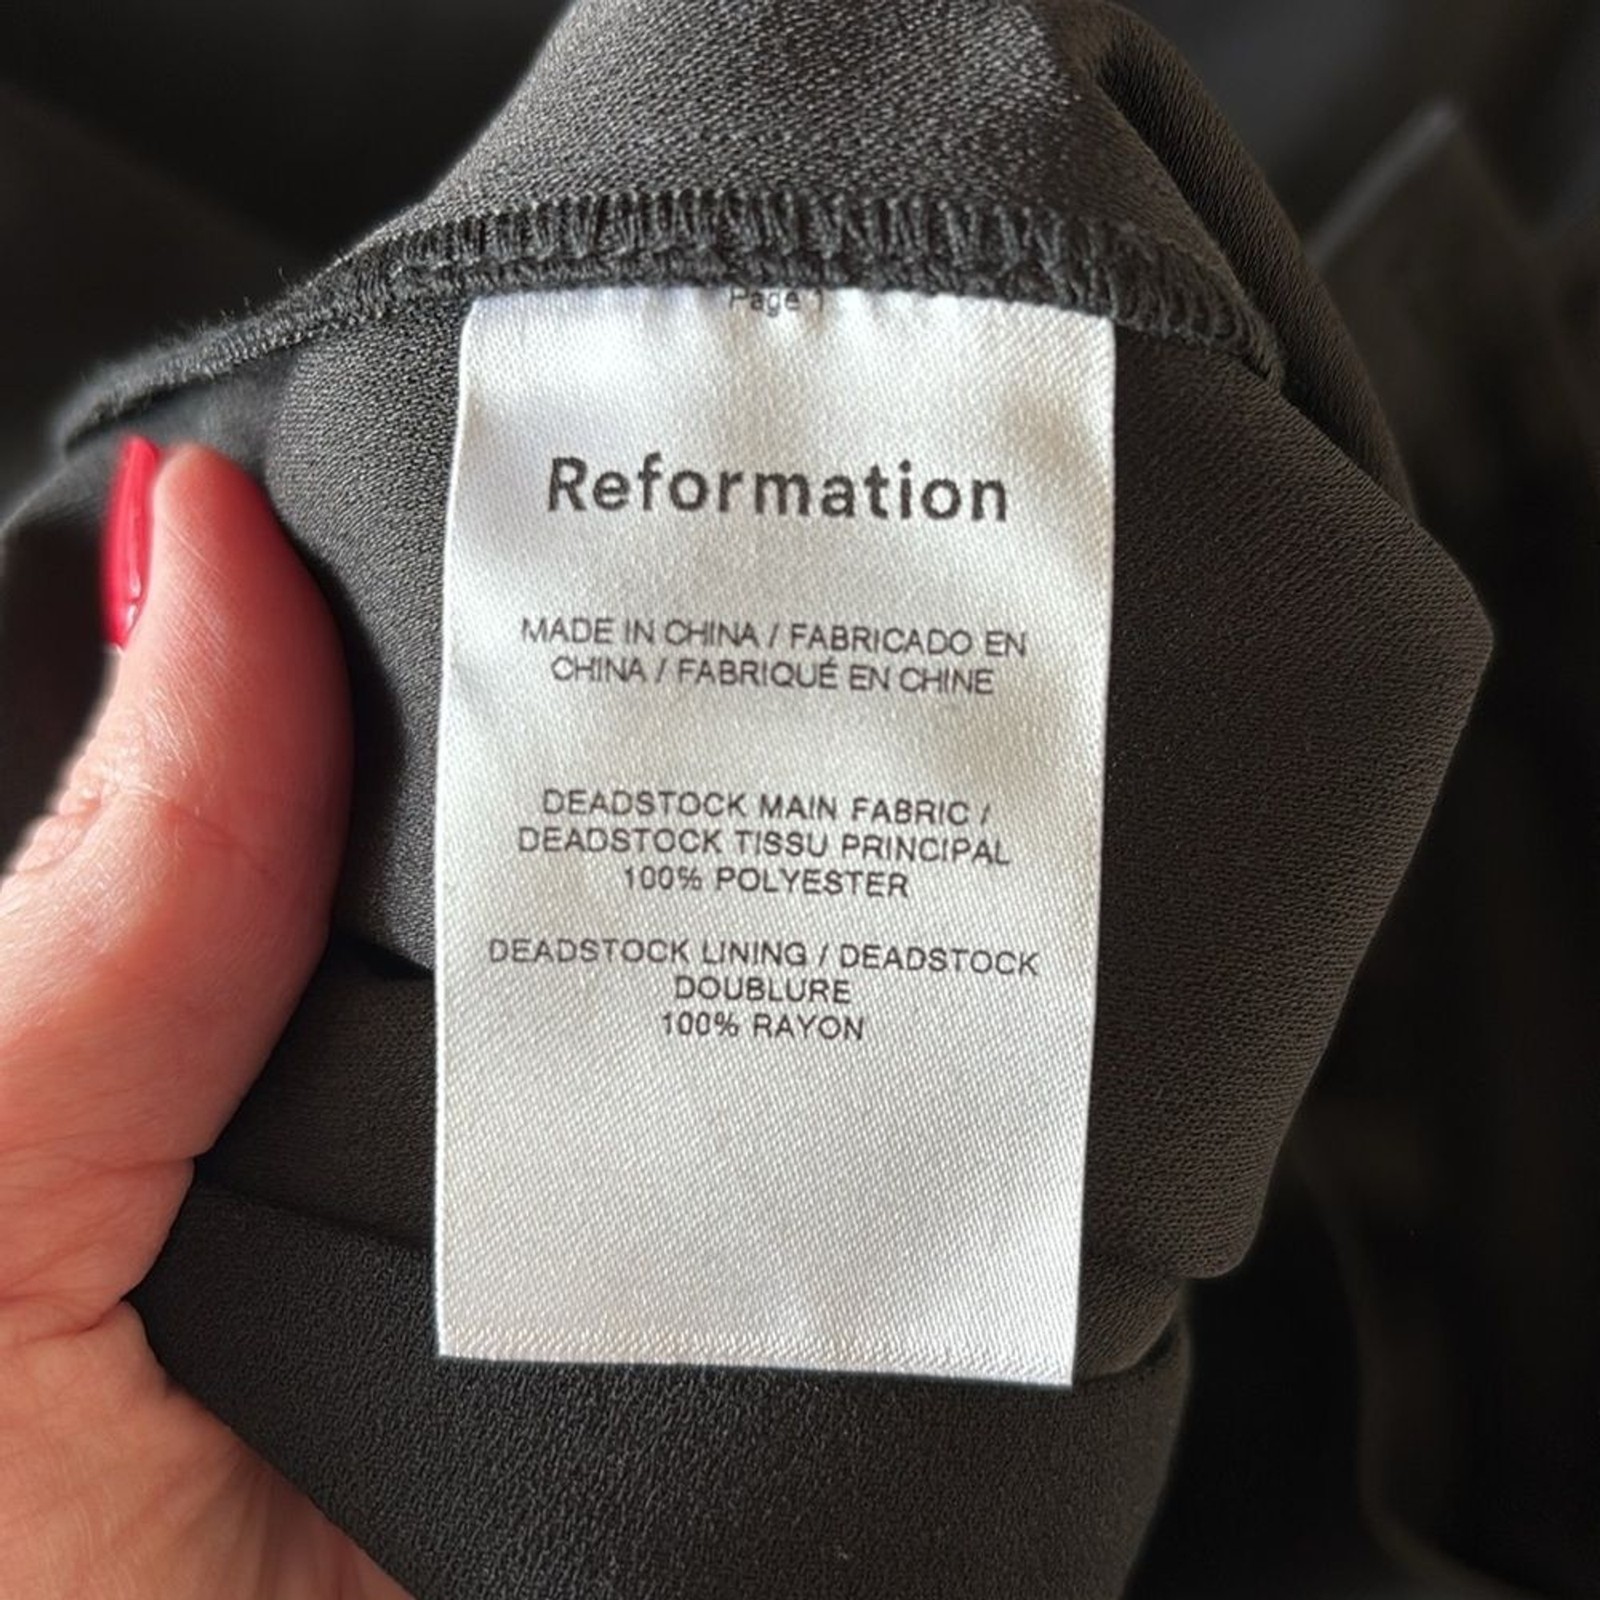 Page 1
Reformation
MADE IN CHINA / FABRICADO EN
CHINA / FABRIQUÉ EN CHINE
DEADSTOCK MAIN FABRIC /
DEADSTOCK TISSU PRINCIPAL
100% POLYESTER
DEADSTOCK LINING / DEADSTOCK
DOUBLURE
100% RAYON